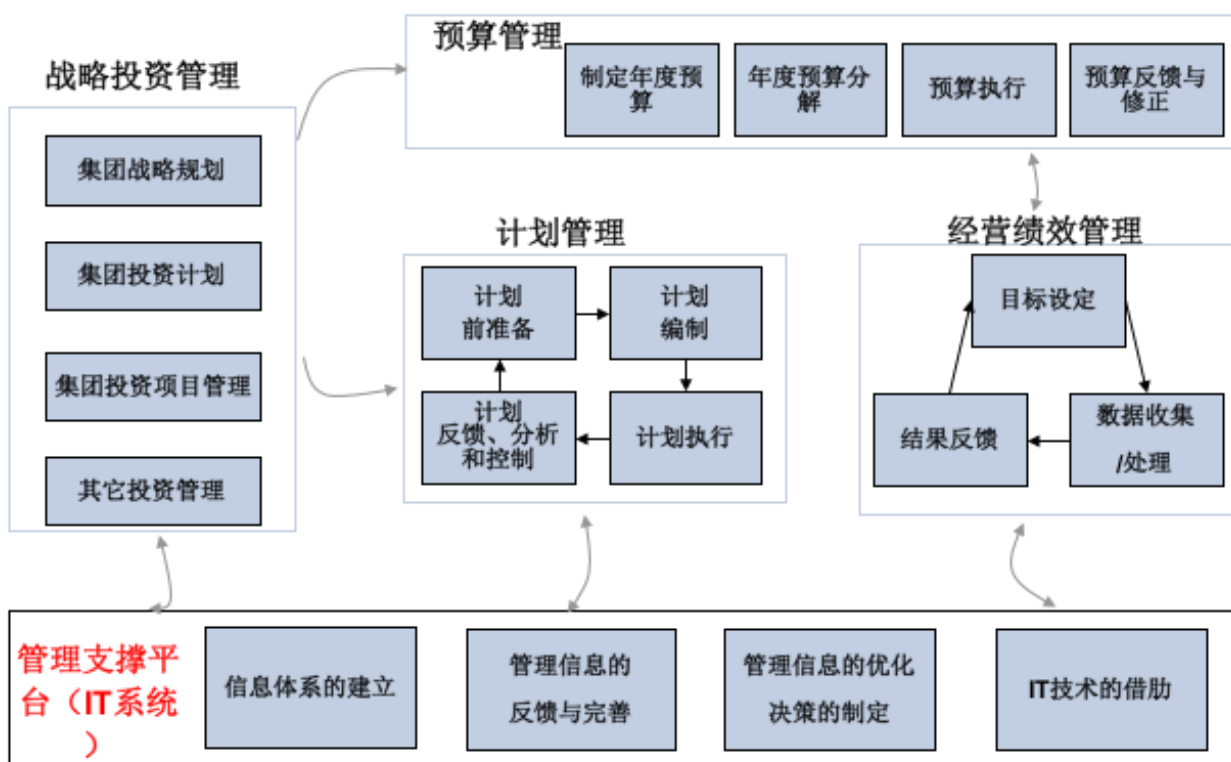 预算管理
制定年度预
算
年度预算分
解
预算执行
预算反馈与
修正
战略投资管理
集团战略规划
集团投资计划
集团投资项目管理
其它投资管理
计划管理
计划
前准备
计划
编制
计划
反馈、分析
和控制
计划执行
经营绩效管理
目标设定
结果反馈
数据收集
/处理
管理支撑平
台（IT系统
）
信息体系的建立
管理信息的
反馈与完善
管理信息的优化
决策的制定
IT技术的借肋